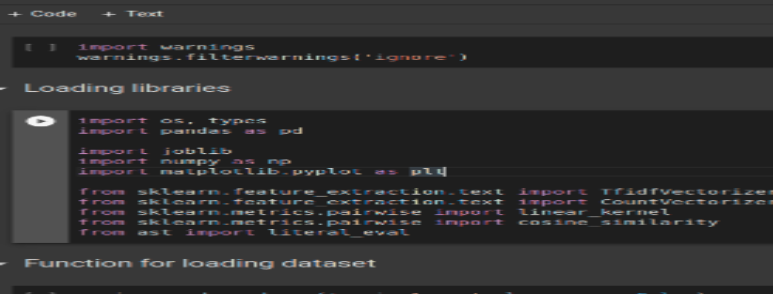 + Code + Text
[ ] import warnings
warnings.filterwarnings('ignore')
Loading libraries
import os, types
import pandas as pd
import joblib
import numpy as np
import matplotlib.pyplot as plt
from sklearn.feature_extraction.text import TfidfVectorizer
from sklearn.feature_extraction.text import CountVectorizer
from sklearn.metrics.pairwise import linear_kernel
from sklearn.metrics.pairwise import cosine_similarity
from ast import literal_eval
Function for loading dataset